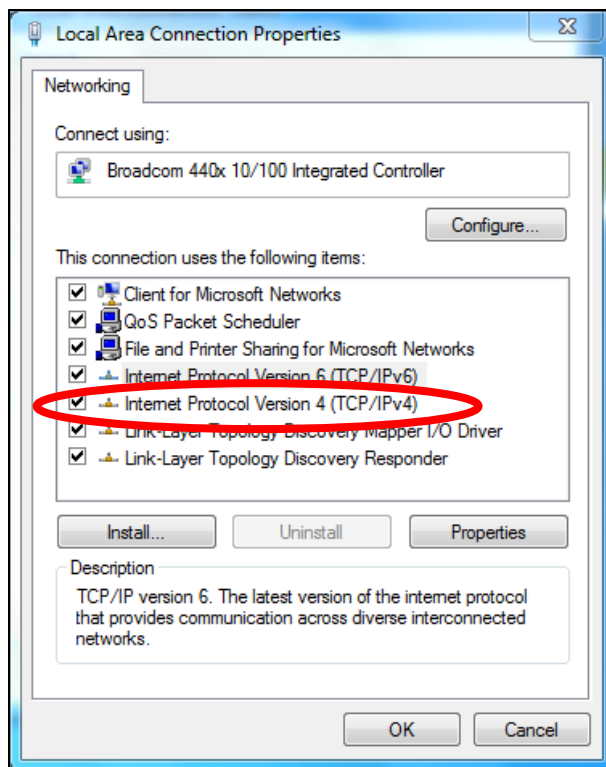 Local Area Connection Properties
Networking
Connect using:
Broadcom 440x 10/100 Integrated Controller
Configure...
This connection uses the following items:
Client for Microsoft Networks
QoS Packet Scheduler
File and Printer Sharing for Microsoft Networks
Internet Protocol Version 6 (TCP/IPv6)
Internet Protocol Version 4 (TCP/IPv4)
Link-Layer Topology Discovery Mapper I/O Driver
Link-Layer Topology Discovery Responder
Install... Uninstall Properties
Description
TCP/IP version 6. The latest version of the internet protocol
that provides communication across diverse interconnected
networks.
OK Cancel